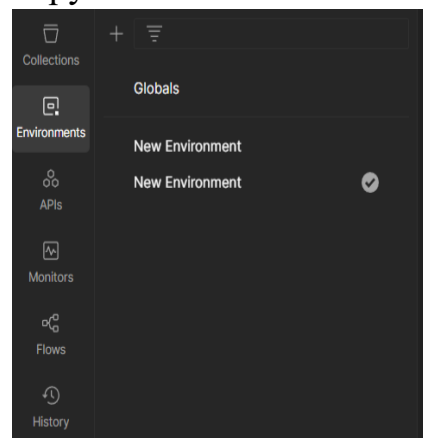 Collections
Environments
APIs
Monitors
Flows
History
Globals
New Environment
New Environment